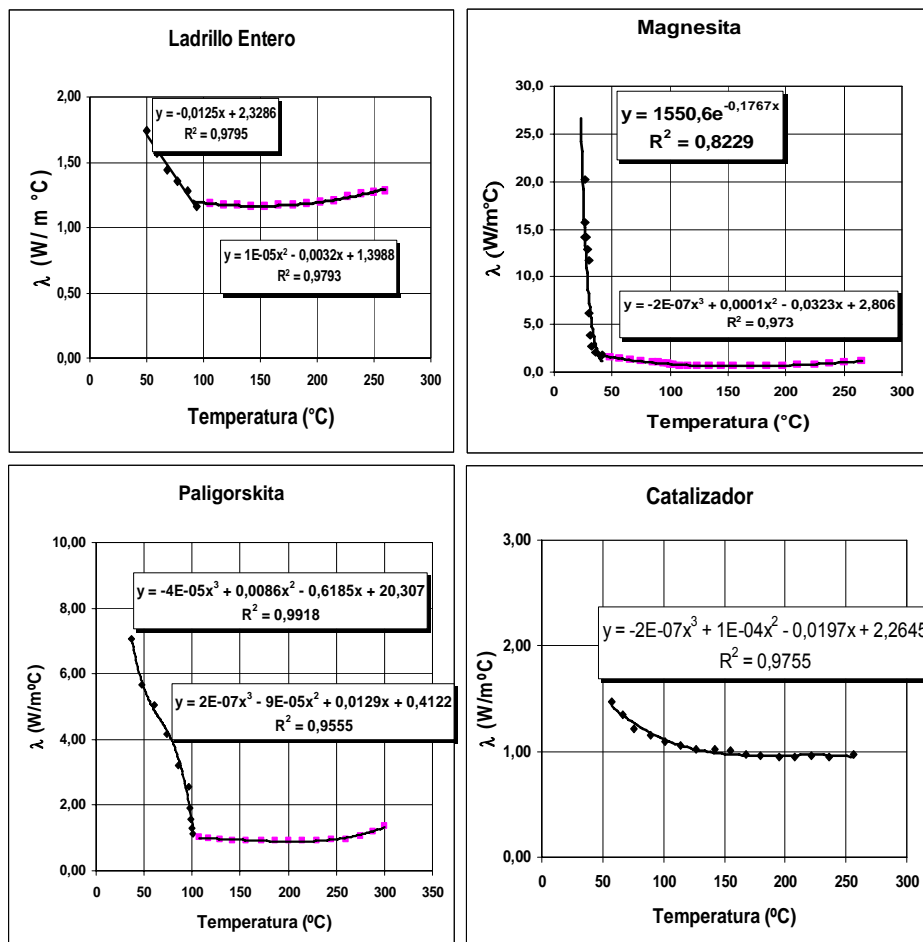 Ladrillo Entero
2,00
1,50
1,00
0,50
0,00
λ (W/ m °C)
y = -0,0125x + 2,3286
R² = 0,9795
y = 1E-05x² - 0,0032x + 1,3988
R² = 0,9793
0 50 100 150 200 250 300
Temperatura (°C)
Magnesita
30,0
25,0
20,0
15,0
10,0
5,0
0,0
λ (W/m°C)
y = 1550,6e^-0,1767x
R² = 0,8229
y = -2E-07x³ + 0,0001x² - 0,0323x + 2,806
R² = 0,973
0 50 100 150 200 250 300
Temperatura (°C)
Paligorskita
10,00
8,00
6,00
4,00
2,00
0,00
λ (W/mºC)
y = -4E-05x³ + 0,0086x² - 0,6185x + 20,307
R² = 0,9918
y = 2E-07x³ - 9E-05x² + 0,0129x + 0,4122
R² = 0,9555
0 50 100 150 200 250 300 350
Temperatura (ºC)
Catalizador
3,00
2,00
1,00
0,00
λ (W/mºC)
y = -2E-07x³ + 1E-04x² - 0,0197x + 2,2645
R² = 0,9755
0 50 100 150 200 250 300
Temperatura (ºC)